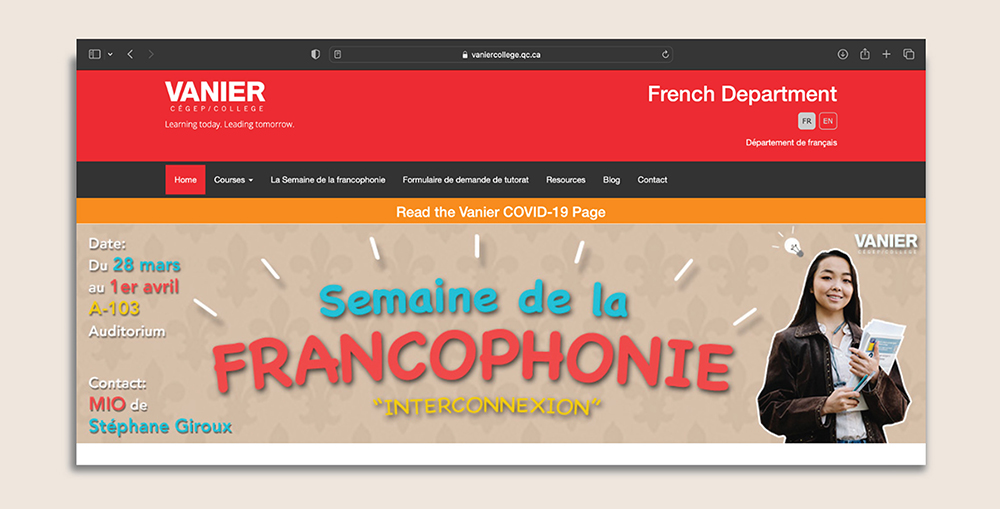 vaniercollege.qc.ca
VANIER
CÉGEP/COLLEGE
Learning today. Leading tomorrow.
French Department
FR EN
Département de français
Home Courses La Semaine de la francophonie Formulaire de demande de tutorat Resources Blog Contact
Read the Vanier COVID-19 Page
Date:
Du 28 mars
au 1er avril
A-103
Auditorium
Contact:
MIO de
Stéphane Giroux
Semaine de la
FRANCOPHONIE
"INTERCONNEXION"
VANIER
CÉGEP/COLLEGE